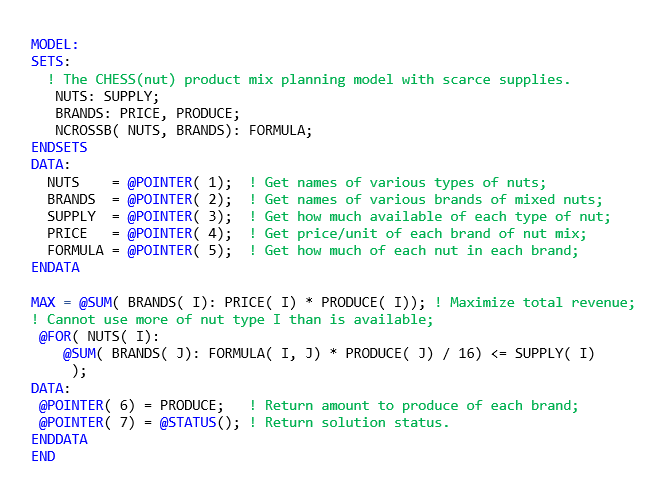 MODEL:
SETS:
  ! The CHESS(nut) product mix planning model with scarce supplies.
   NUTS: SUPPLY;
   BRANDS: PRICE, PRODUCE;
   NCROSSB( NUTS, BRANDS): FORMULA;
ENDSETS
DATA:
  NUTS    = @POINTER( 1);  ! Get names of various types of nuts;
  BRANDS  = @POINTER( 2);  ! Get names of various brands of mixed nuts;
  SUPPLY  = @POINTER( 3);  ! Get how much available of each type of nut;
  PRICE   = @POINTER( 4);  ! Get price/unit of each brand of nut mix;
  FORMULA = @POINTER( 5);  ! Get how much of each nut in each brand;
ENDATA

MAX = @SUM( BRANDS( I): PRICE( I) * PRODUCE( I)); ! Maximize total revenue;
! Cannot use more of nut type I than is available;
 @FOR( NUTS( I):
    @SUM( BRANDS( J): FORMULA( I, J) * PRODUCE( J) / 16) <= SUPPLY( I)
     );
DATA:
 @POINTER( 6) = PRODUCE;   ! Return amount to produce of each brand;
 @POINTER( 7) = @STATUS(); ! Return solution status.
ENDDATA
END